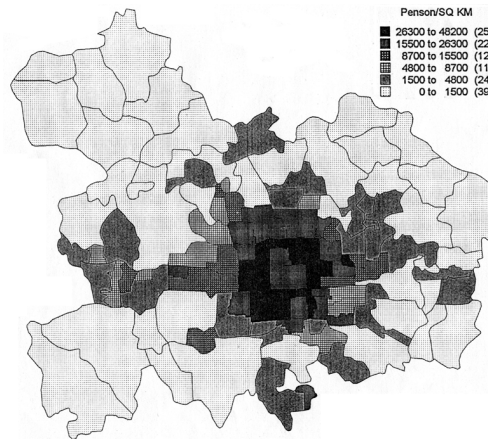 Penson/SQ KM
26300 to 48200 (25
15500 to 26300 (22
8700 to 15500 (12
4800 to 8700 (11
1500 to 4800 (24
0 to 1500 (39